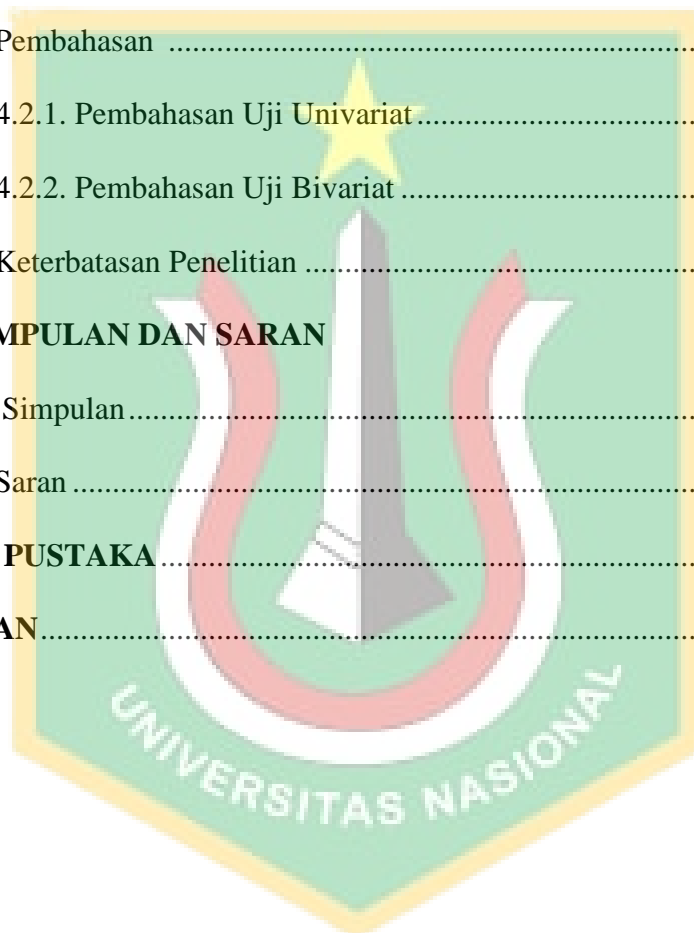 Pembahasan ........................................................................
4.2.1. Pembahasan Uji Univariat ........................................
4.2.2. Pembahasan Uji Bivariat ..........................................
Keterbatasan Penelitian ........................................................
MPULAN DAN SARAN
Simpulan ..............................................................................
Saran .....................................................................................
PUSTAKA ..........................................................................
AN .........................................................................................
UNIVERSITAS NASIONAL